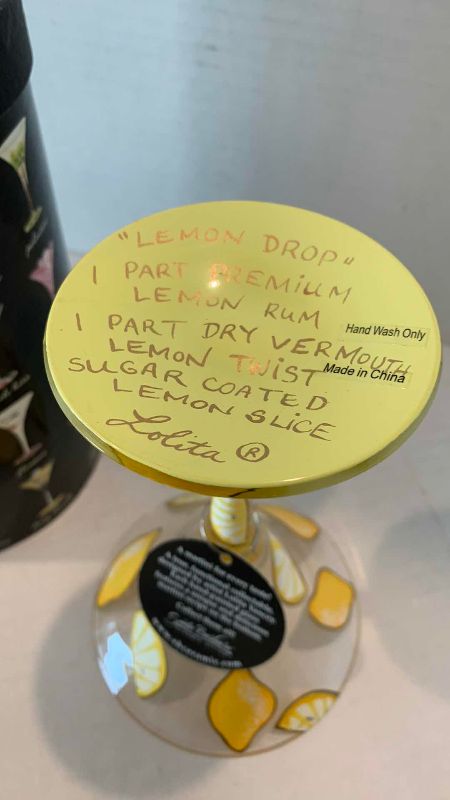 "LEMON DROP"
1 PART PREMIUM
LEMON RUM
1 PART DRY VERMOUTH
LEMON TWIST
SUGAR COATED
LEMON SLICE
Lolita ®
Hand Wash Only
Made in China